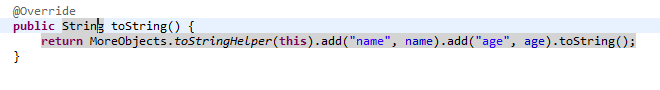 @Override
public String toString() {
return MoreObjects.toStringHelper(this).add("name", name).add("age", age).toString();
}